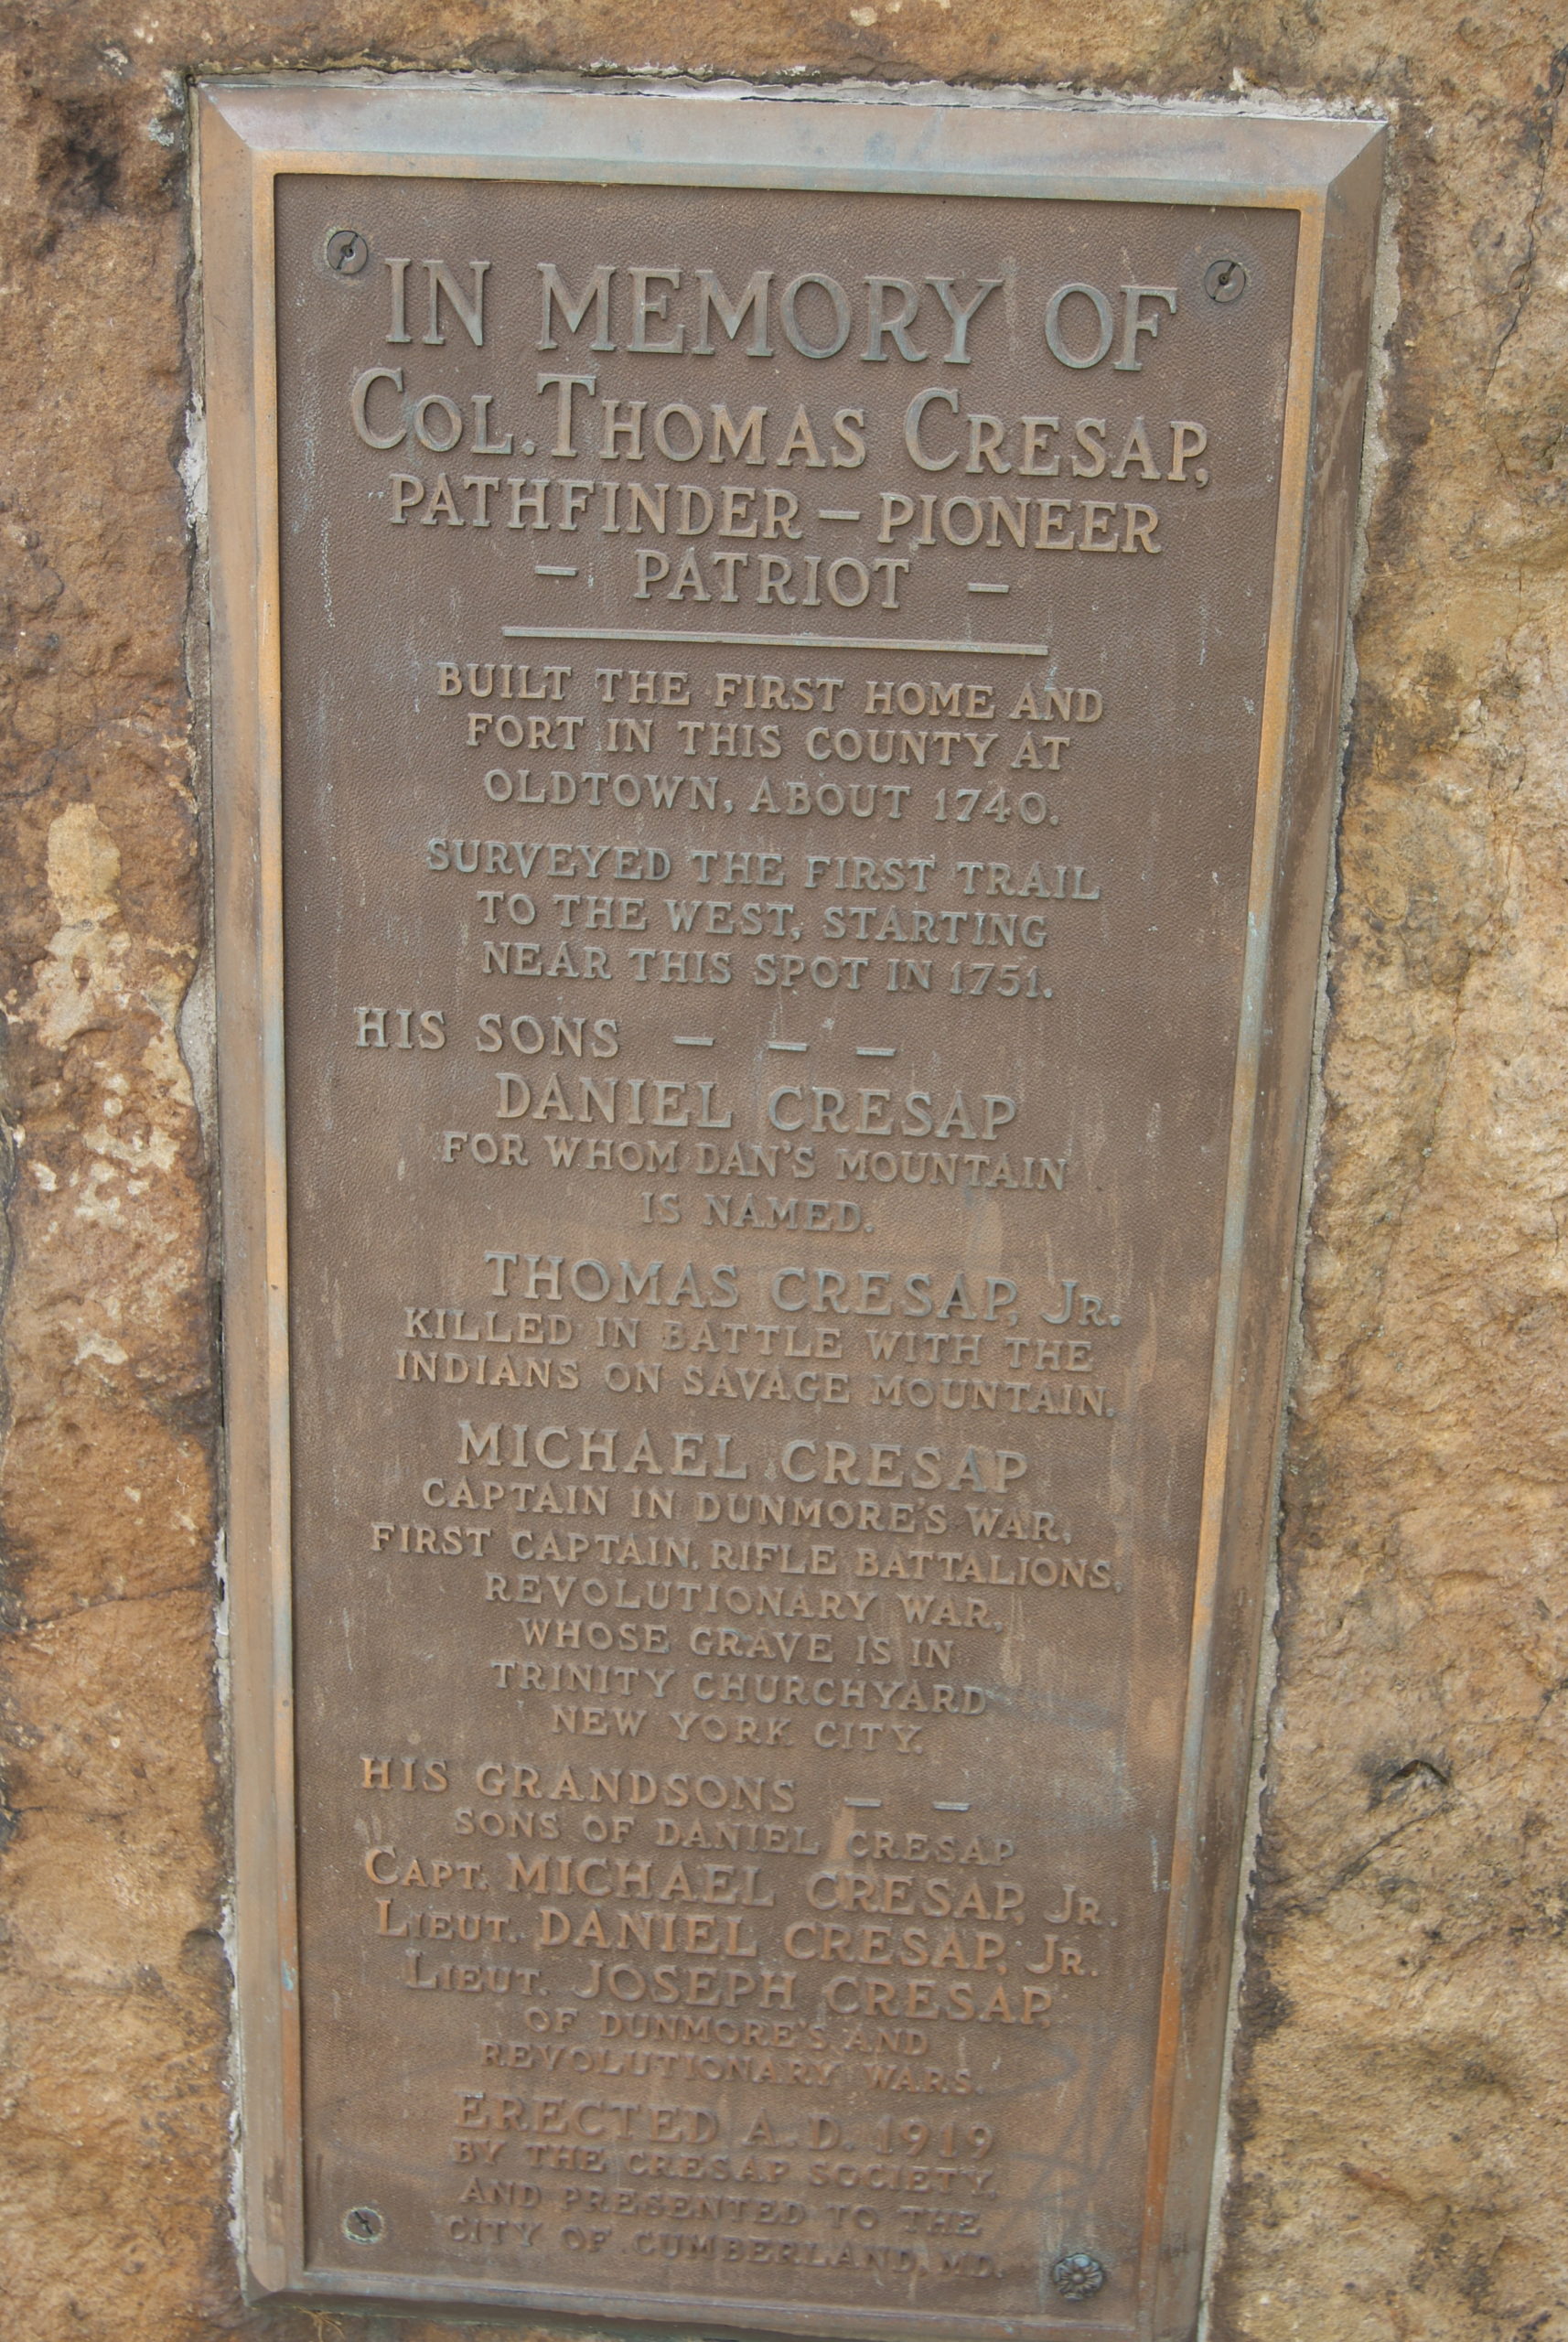 IN MEMORY OF
COL. THOMAS CRESAP,
PATHFINDER — PIONEER
— PATRIOT —
BUILT THE FIRST HOME AND
FORT IN THIS COUNTY AT
OLDTOWN, ABOUT 1740.
SURVEYED THE FIRST TRAIL
TO THE WEST, STARTING
NEAR THIS SPOT IN 1751.
HIS SONS — — —
DANIEL CRESAP
FOR WHOM DAN'S MOUNTAIN
IS NAMED.
THOMAS CRESAP, JR.
KILLED IN BATTLE WITH THE
INDIANS ON SAVAGE MOUNTAIN.
MICHAEL CRESAP
CAPTAIN IN DUNMORE'S WAR,
FIRST CAPTAIN, RIFLE BATTALIONS,
REVOLUTIONARY WAR,
WHOSE GRAVE IS IN
TRINITY CHURCHYARD
NEW YORK CITY.
HIS GRANDSONS — —
SONS OF DANIEL CRESAP
CAPT. MICHAEL CRESAP, JR.
LIEUT. DANIEL CRESAP, JR.
LIEUT. JOSEPH CRESAP,
OF DUNMORE'S AND
REVOLUTIONARY WARS.
ERECTED A.D. 1919
BY THE CRESAP SOCIETY,
AND PRESENTED TO THE
CITY OF CUMBERLAND, MD.